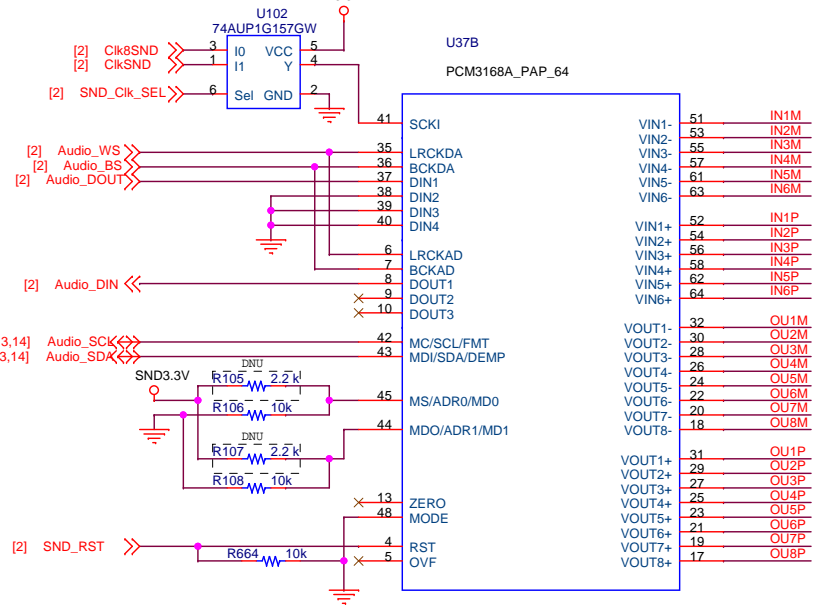 U102
74AUP1G157GW
[2] Clk8SND 3 I0 VCC 5
[2] ClkSND 1 I1 Y 4
[2] SND_Clk_SEL 6 Sel GND 2
U37B
PCM3168A_PAP_64
41 SCKI
[2] Audio_WS 35 LRCKDA
[2] Audio_BS 36 BCKDA
[2] Audio_DOUT 37 DIN1
38 DIN2
39 DIN3
40 DIN4
6 LRCKAD
7 BCKAD
[2] Audio_DIN 8 DOUT1
9 DOUT2
10 DOUT3
3,14] Audio_SCL 42 MC/SCL/FMT
3,14] Audio_SDA 43 MDI/SDA/DEMP
DNU
SND3.3V
R105 2.2 k
R106 10k
45 MS/ADR0/MD0
44 MDO/ADR1/MD1
DNU
R107 2.2 k
R108 10k
13 ZERO
48 MODE
[2] SND_RST 4 RST
R664 10k
5 OVF
VIN1- 51 IN1M
VIN2- 53 IN2M
VIN3- 55 IN3M
VIN4- 57 IN4M
VIN5- 61 IN5M
VIN6- 63 IN6M
VIN1+ 52 IN1P
VIN2+ 54 IN2P
VIN3+ 56 IN3P
VIN4+ 58 IN4P
VIN5+ 62 IN5P
VIN6+ 64 IN6P
VOUT1- 32 OU1M
VOUT2- 30 OU2M
VOUT3- 28 OU3M
VOUT4- 26 OU4M
VOUT5- 24 OU5M
VOUT6- 22 OU6M
VOUT7- 20 OU7M
VOUT8- 18 OU8M
VOUT1+ 31 OU1P
VOUT2+ 29 OU2P
VOUT3+ 27 OU3P
VOUT4+ 25 OU4P
VOUT5+ 23 OU5P
VOUT6+ 21 OU6P
VOUT7+ 19 OU7P
VOUT8+ 17 OU8P